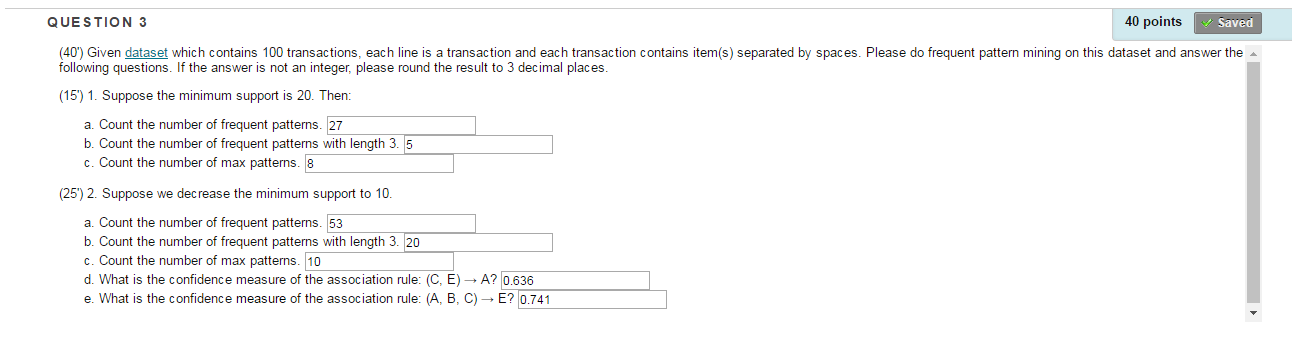 QUESTION 3
40 points
✓ Saved
(40') Given dataset which contains 100 transactions, each line is a transaction and each transaction contains item(s) separated by spaces. Please do frequent pattern mining on this dataset and answer the
following questions. If the answer is not an integer, please round the result to 3 decimal places.
(15') 1. Suppose the minimum support is 20. Then:
a. Count the number of frequent patterns. 27
b. Count the number of frequent patterns with length 3. 5
c. Count the number of max patterns. 8
(25') 2. Suppose we decrease the minimum support to 10.
a. Count the number of frequent patterns. 53
b. Count the number of frequent patterns with length 3. 20
c. Count the number of max patterns. 10
d. What is the confidence measure of the association rule: (C, E) → A? 0.636
e. What is the confidence measure of the association rule: (A, B, C) → E? 0.741